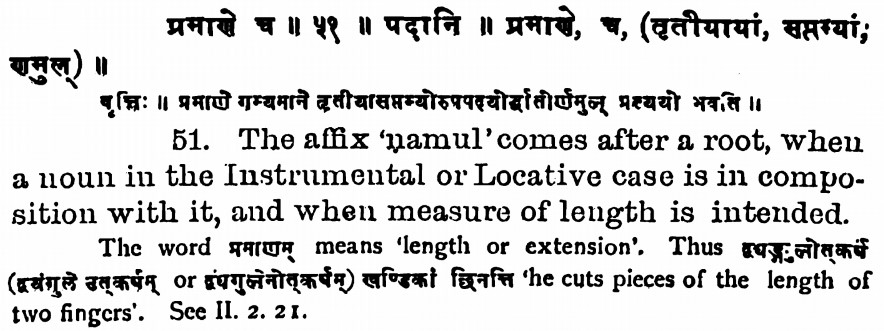 प्रमाणे च ॥ ५१ ॥ पदानि ॥ प्रमाणे, च, (तृतीयायां, सप्तम्यां;
णमुल्) ॥
वृत्तिः ॥ प्रमाणे गम्यमाने तृतीयासप्तम्योरुपपदयोर्द्धातोर्णमुल् प्रत्ययो भवति ॥
51. The affix 'ṇamul' comes after a root, when
a noun in the Instrumental or Locative case is in compo-
sition with it, and when measure of length is intended.
The word प्रमाणम् means 'length or extension'. Thus द्व्यङ्गुलोत्कर्षं
(द्व्यंगुले उत्कर्षम् or द्व्यंगुलेनोत्कर्षम्) खण्डिकां छिनत्ति 'he cuts pieces of the length of
two fingers'. See II. 2. 21.